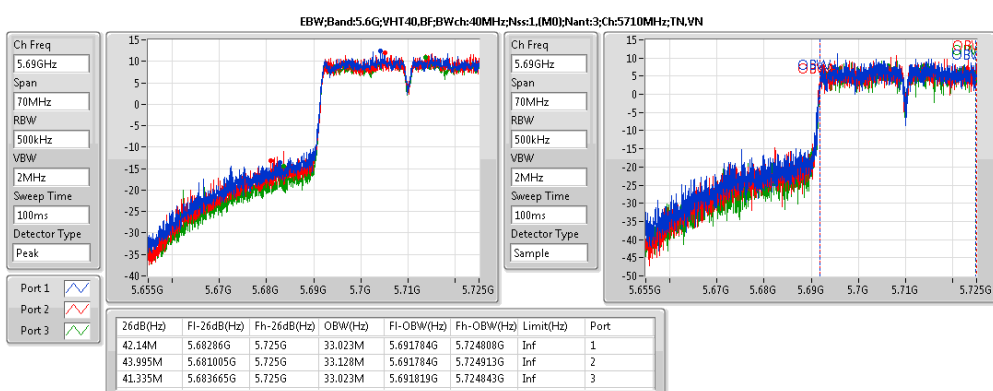 EBW;Band:5.6G;VHT40,BF;BWch:40MHz;Nss:1,(M0);Nant:3;Ch:5710MHz;TN,VN
Ch Freq
5.69GHz
Span
70MHz
RBW
500kHz
VBW
2MHz
Sweep Time
100ms
Detector Type
Peak
15
10
5
0
-5
-10
-15
-20
-25
-30
-35
-40
5.655G
5.67G
5.68G
5.69G
5.7G
5.71G
5.725G
Ch Freq
5.69GHz
Span
70MHz
RBW
500kHz
VBW
2MHz
Sweep Time
100ms
Detector Type
Sample
15
10
5
0
-5
-10
-15
-20
-25
-30
-35
-40
-45
-50
5.655G
5.67G
5.68G
5.69G
5.7G
5.71G
5.725G
Port 1
Port 2
Port 3
26dB(Hz) Fl-26dB(Hz) Fh-26dB(Hz) OBW(Hz) Fl-OBW(Hz) Fh-OBW(Hz) Limit(Hz) Port
42.14M 5.68286G 5.725G 33.023M 5.691784G 5.724808G Inf 1
43.995M 5.681005G 5.725G 33.128M 5.691784G 5.724913G Inf 2
41.335M 5.683665G 5.725G 33.023M 5.691819G 5.724843G Inf 3